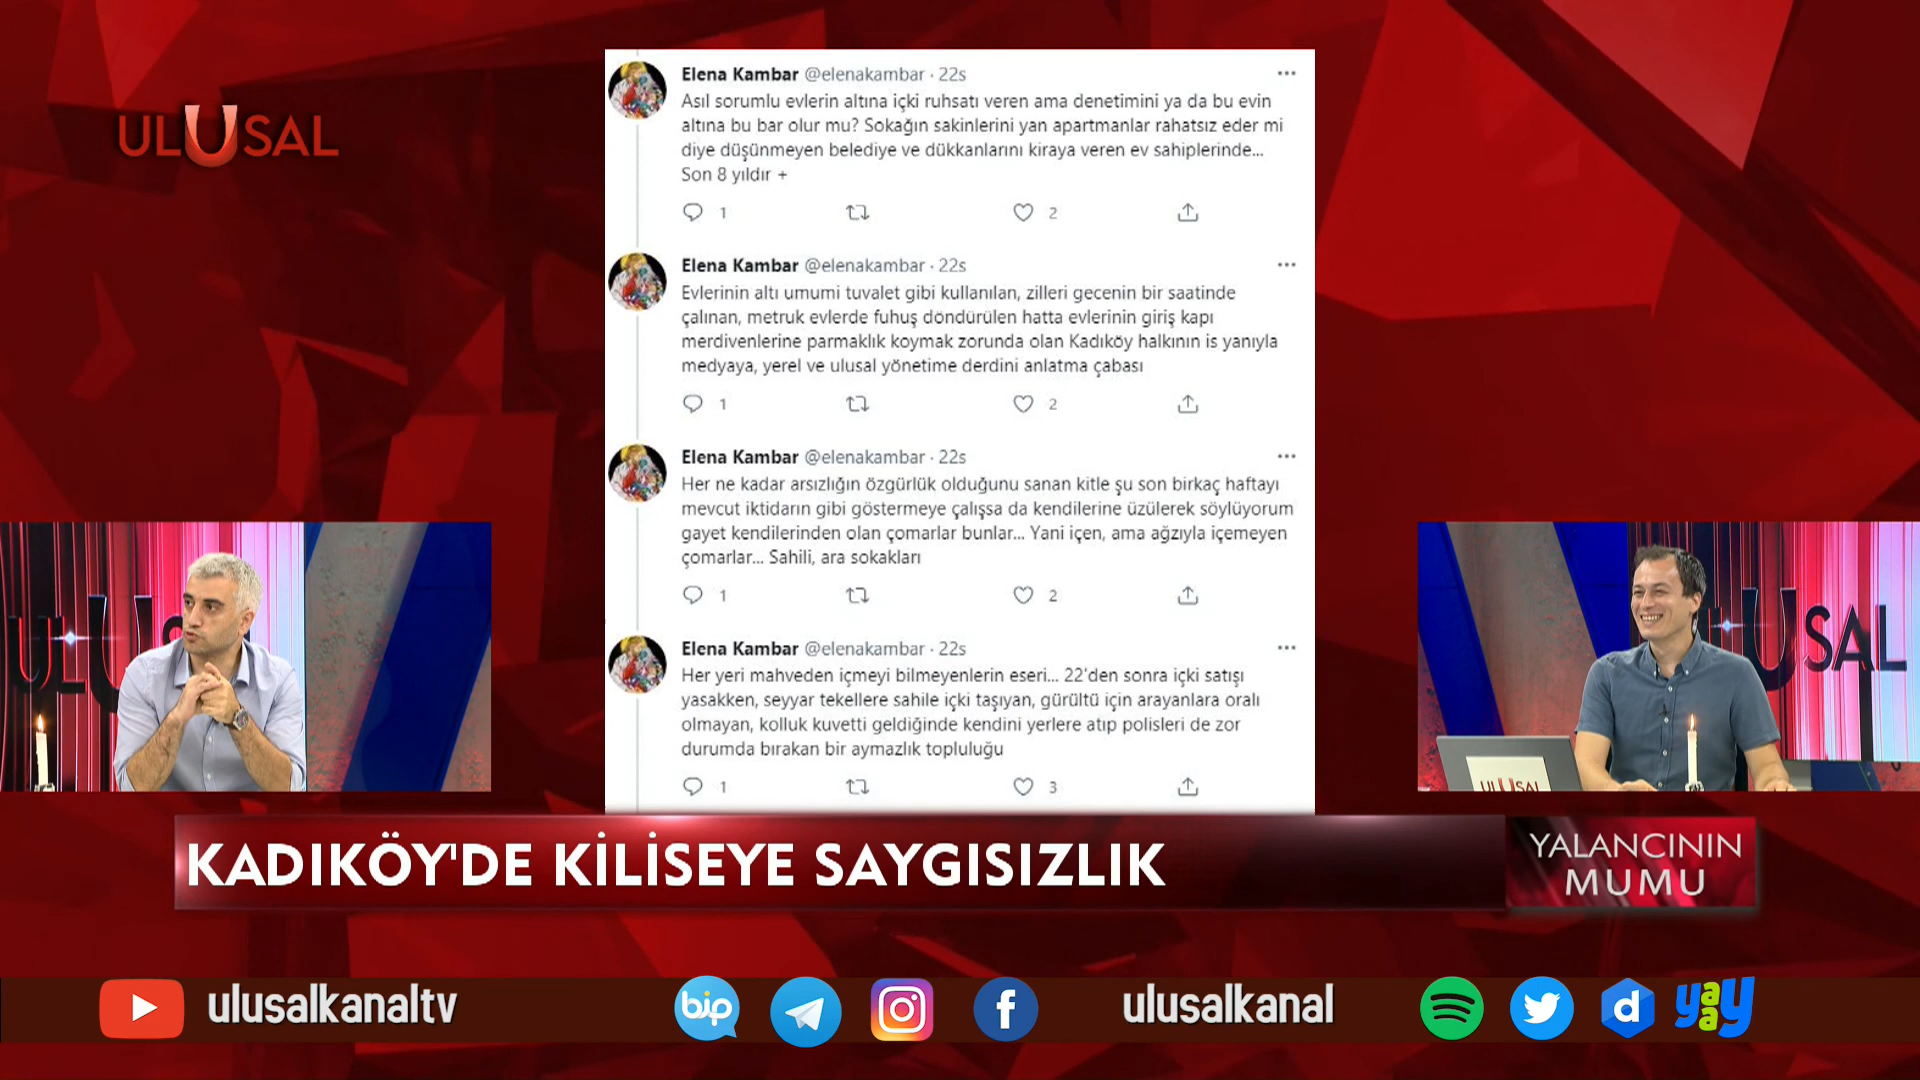 ULUSAL
Elena Kambar @elenakambar · 22s
Asıl sorumlu evlerin altına içki ruhsatı veren ama denetimini ya da bu evin
altına bu bar olur mu? Sokağın sakinlerini yan apartmanlar rahatsız eder mi
diye düşünmeyen belediye ve dükkanlarını kiraya veren ev sahiplerinde...
Son 8 yıldır +
1 2
Elena Kambar @elenakambar · 22s
Evlerinin altı umumi tuvalet gibi kullanılan, zilleri gecenin bir saatinde
çalınan, metruk evlerde fuhuş döndürülen hatta evlerinin giriş kapı
merdivenlerine parmaklık koymak zorunda olan Kadıköy halkının is yanıyla
medyaya, yerel ve ulusal yönetime derdini anlatma çabası
1 2
Elena Kambar @elenakambar · 22s
Her ne kadar arsızlığın özgürlük olduğunu sanan kitle şu son birkaç haftayı
mevcut iktidarın gibi göstermeye çalışsa da kendilerine üzülerek söylüyorum
gayet kendilerinden olan çomarlar bunlar... Yani içen, ama ağzıyla içemeyen
çomarlar... Sahili, ara sokakları
1 2
Elena Kambar @elenakambar · 22s
Her yeri mahveden içmeyi bilmeyenlerin eseri... 22'den sonra içki satışı
yasakken, seyyar tekellere sahile içki taşıyan, gürültü için arayanlara oralı
olmayan, kolluk kuvetti geldiğinde kendini yerlere atıp polisleri de zor
durumda bırakan bir aymazlık topluluğu
1 3
ULUS
USAL
ULUSAL
KADIKÖY'DE KİLİSEYE SAYGISIZLIK
YALANCININ
MUMU
ulusalkanaltv
bip
ulusalkanal
d
yaay